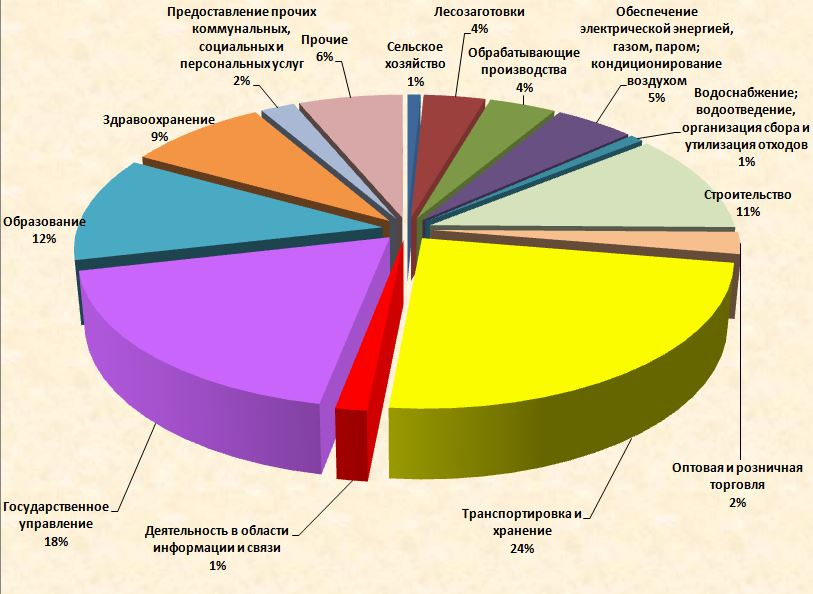 Предоставление прочих
коммунальных,
социальных и
персональных услуг
2%
Прочие
6%
Сельское
хозяйство
1%
Лесозаготовки
4%
Обрабатывающие
производства
4%
Обеспечение
электрической энергией,
газом, паром;
кондиционирование
воздухом
5%
Водоснабжение;
водоотведение,
организация сбора и
утилизация отходов
1%
Строительство
11%
Оптовая и розничная
торговля
2%
Транспортировка и
хранение
24%
Деятельность в области
информации и связи
1%
Государственное
управление
18%
Образование
12%
Здравоохранение
9%